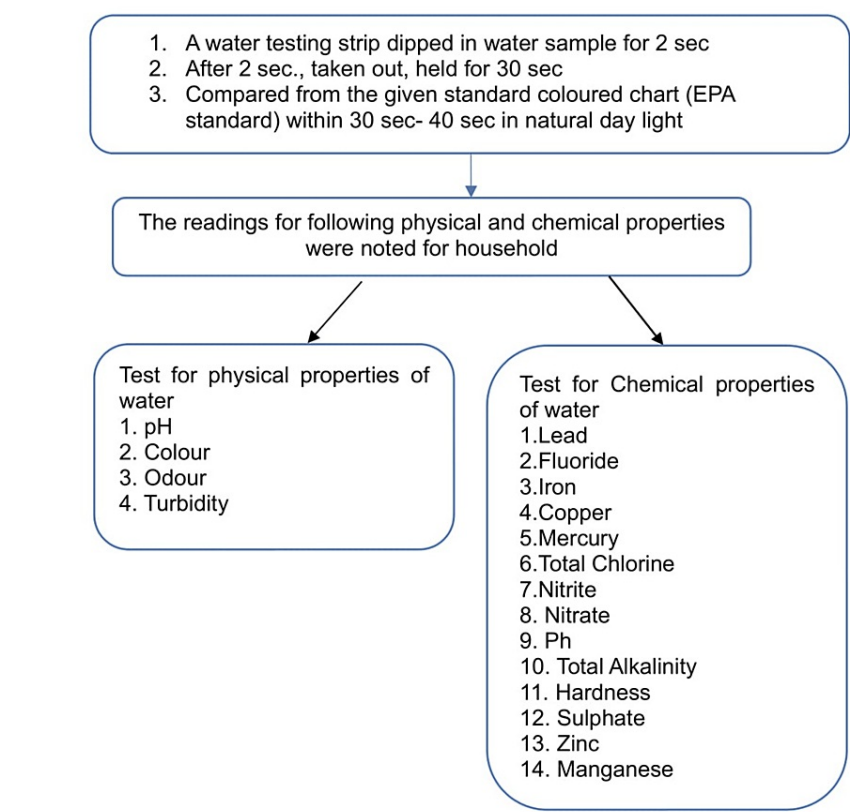 1. A water testing strip dipped in water sample for 2 sec
2. After 2 sec., taken out, held for 30 sec
3. Compared from the given standard coloured chart (EPA
standard) within 30 sec- 40 sec in natural day light
The readings for following physical and chemical properties
were noted for household
Test for physical properties of
water
1. pH
2. Colour
3. Odour
4. Turbidity
Test for Chemical properties
of water
1.Lead
2.Fluoride
3.Iron
4.Copper
5.Mercury
6.Total Chlorine
7.Nitrite
8. Nitrate
9. Ph
10. Total Alkalinity
11. Hardness
12. Sulphate
13. Zinc
14. Manganese